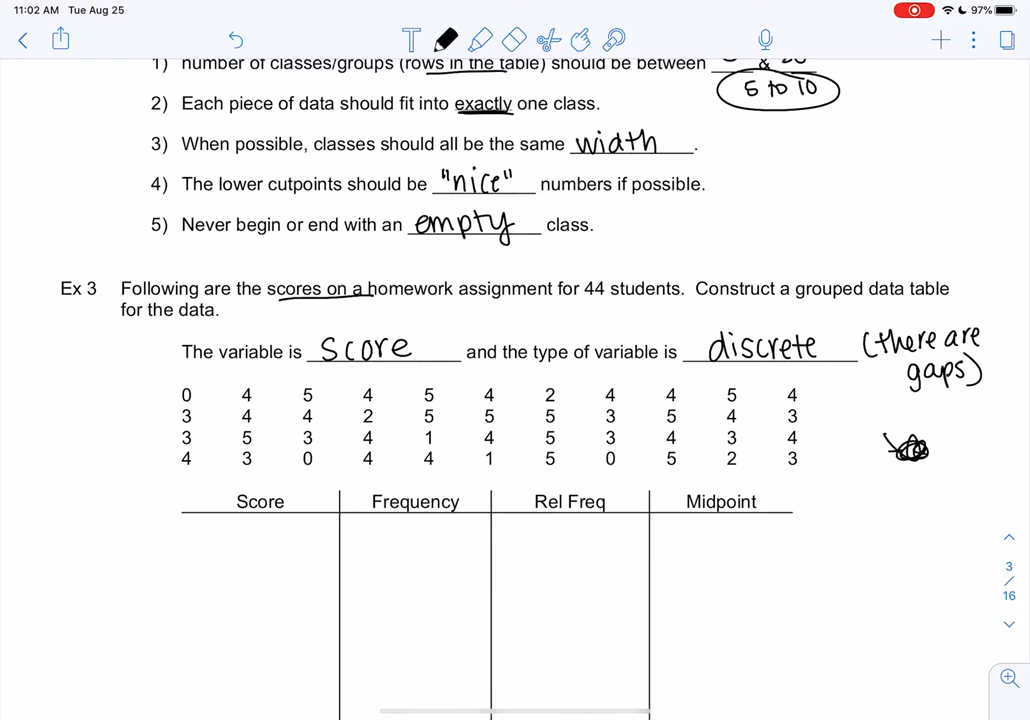 11:02 AM Tue Aug 25 97%
1) number of classes/groups (rows in the table) should be between &
5 to 10
2) Each piece of data should fit into exactly one class.
3) When possible, classes should all be the same width.
4) The lower cutpoints should be "nice" numbers if possible.
5) Never begin or end with an empty class.
Ex 3 Following are the scores on a homework assignment for 44 students. Construct a grouped data table
for the data.
The variable is score and the type of variable is discrete (there are
gaps)
0 4 5 4 5 4 2 4 4 5 4
3 4 4 2 5 5 5 3 5 4 3
3 5 3 4 1 4 5 3 4 3 4
4 3 0 4 4 1 5 0 5 2 3
Score Frequency Rel Freq Midpoint
3
/
16